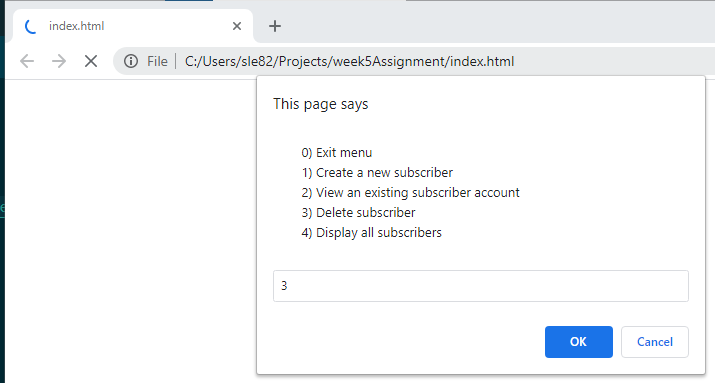 index.html
File C:/Users/sle82/Projects/week5Assignment/index.html
This page says
0) Exit menu
1) Create a new subscriber
2) View an existing subscriber account
3) Delete subscriber
4) Display all subscribers
3
OK Cancel